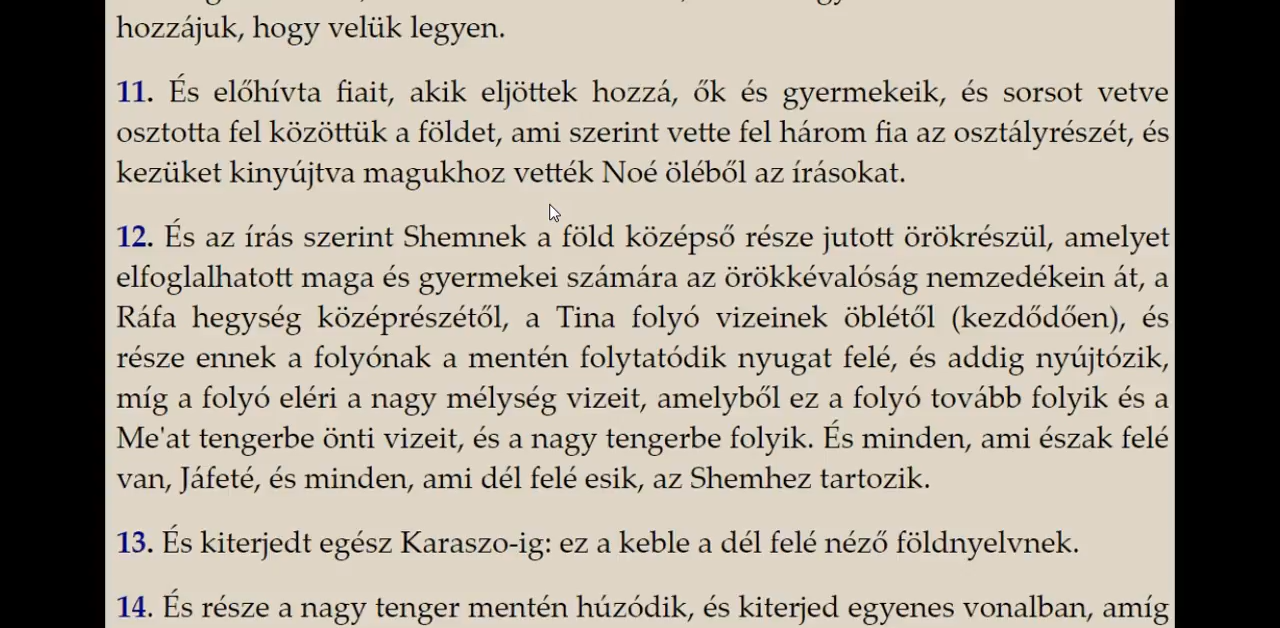 hozzájuk, hogy velük legyen.
11. És előhívta fiait, akik eljöttek hozzá, ők és gyermekeik, és sorsot vetve
osztotta fel közöttük a földet, ami szerint vette fel három fia az osztályrészét, és
kezüket kinyújtva magukhoz vették Noé öléből az írásokat.
12. És az írás szerint Shemnek a föld középső része jutott örökrészül, amelyet
elfoglalhatott maga és gyermekei számára az örökkévalóság nemzedékein át, a
Ráfa hegység középrészétől, a Tina folyó vizeinek öblétől (kezdődően), és
része ennek a folyónak a mentén folytatódik nyugat felé, és addig nyújtózik,
míg a folyó eléri a nagy mélység vizeit, amelyből ez a folyó tovább folyik és a
Me'at tengerbe önti vizeit, és a nagy tengerbe folyik. És minden, ami észak felé
van, Jáfeté, és minden, ami dél felé esik, az Shemhez tartozik.
13. És kiterjedt egész Karaszo-ig: ez a keble a dél felé néző földnyelvnek.
14. És része a nagy tenger mentén húzódik, és kiterjed egyenes vonalban, amíg